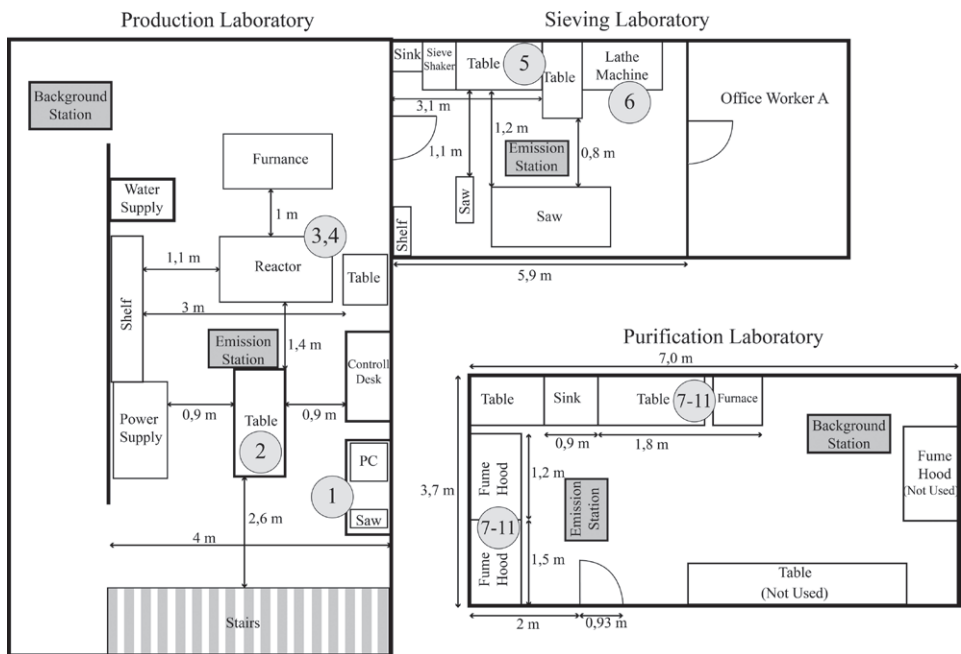 Production Laboratory
Background
Station
Furnance
Water
Supply
1 m
3,4
Reactor
1,1 m
Table
Shelf
3 m
Emission
Station
1,4 m
Controll
Desk
0,9 m
0,9 m
Power
Supply
Table
2
PC
1
Saw
2,6 m
4 m
Stairs
Sieving Laboratory
Sink
Sieve
Shaker
Table
5
Table
Lathe
Machine
6
3,1 m
1,2 m
1,1 m
Emission
Station
0,8 m
Saw
Saw
Shelf
5,9 m
Office Worker A
Purification Laboratory
7,0 m
Table
Sink
Table
7-11
Furnace
0,9 m
1,8 m
Background
Station
Fume
Hood
(Not Used)
3,7 m
Fume
Hood
1,2 m
Emission
Station
7-11
Fume
Hood
1,5 m
Table
(Not Used)
2 m
0,93 m